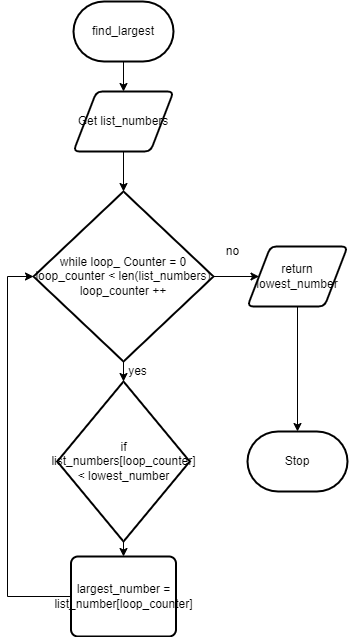 find_largest
Get list_numbers
while loop_ Counter = 0
loop_counter < len(list_numbers)
loop_counter ++
no
return
lowest_number
yes
if
list_numbers[loop_counter]
< lowest_number
Stop
largest_number =
list_number[loop_counter]